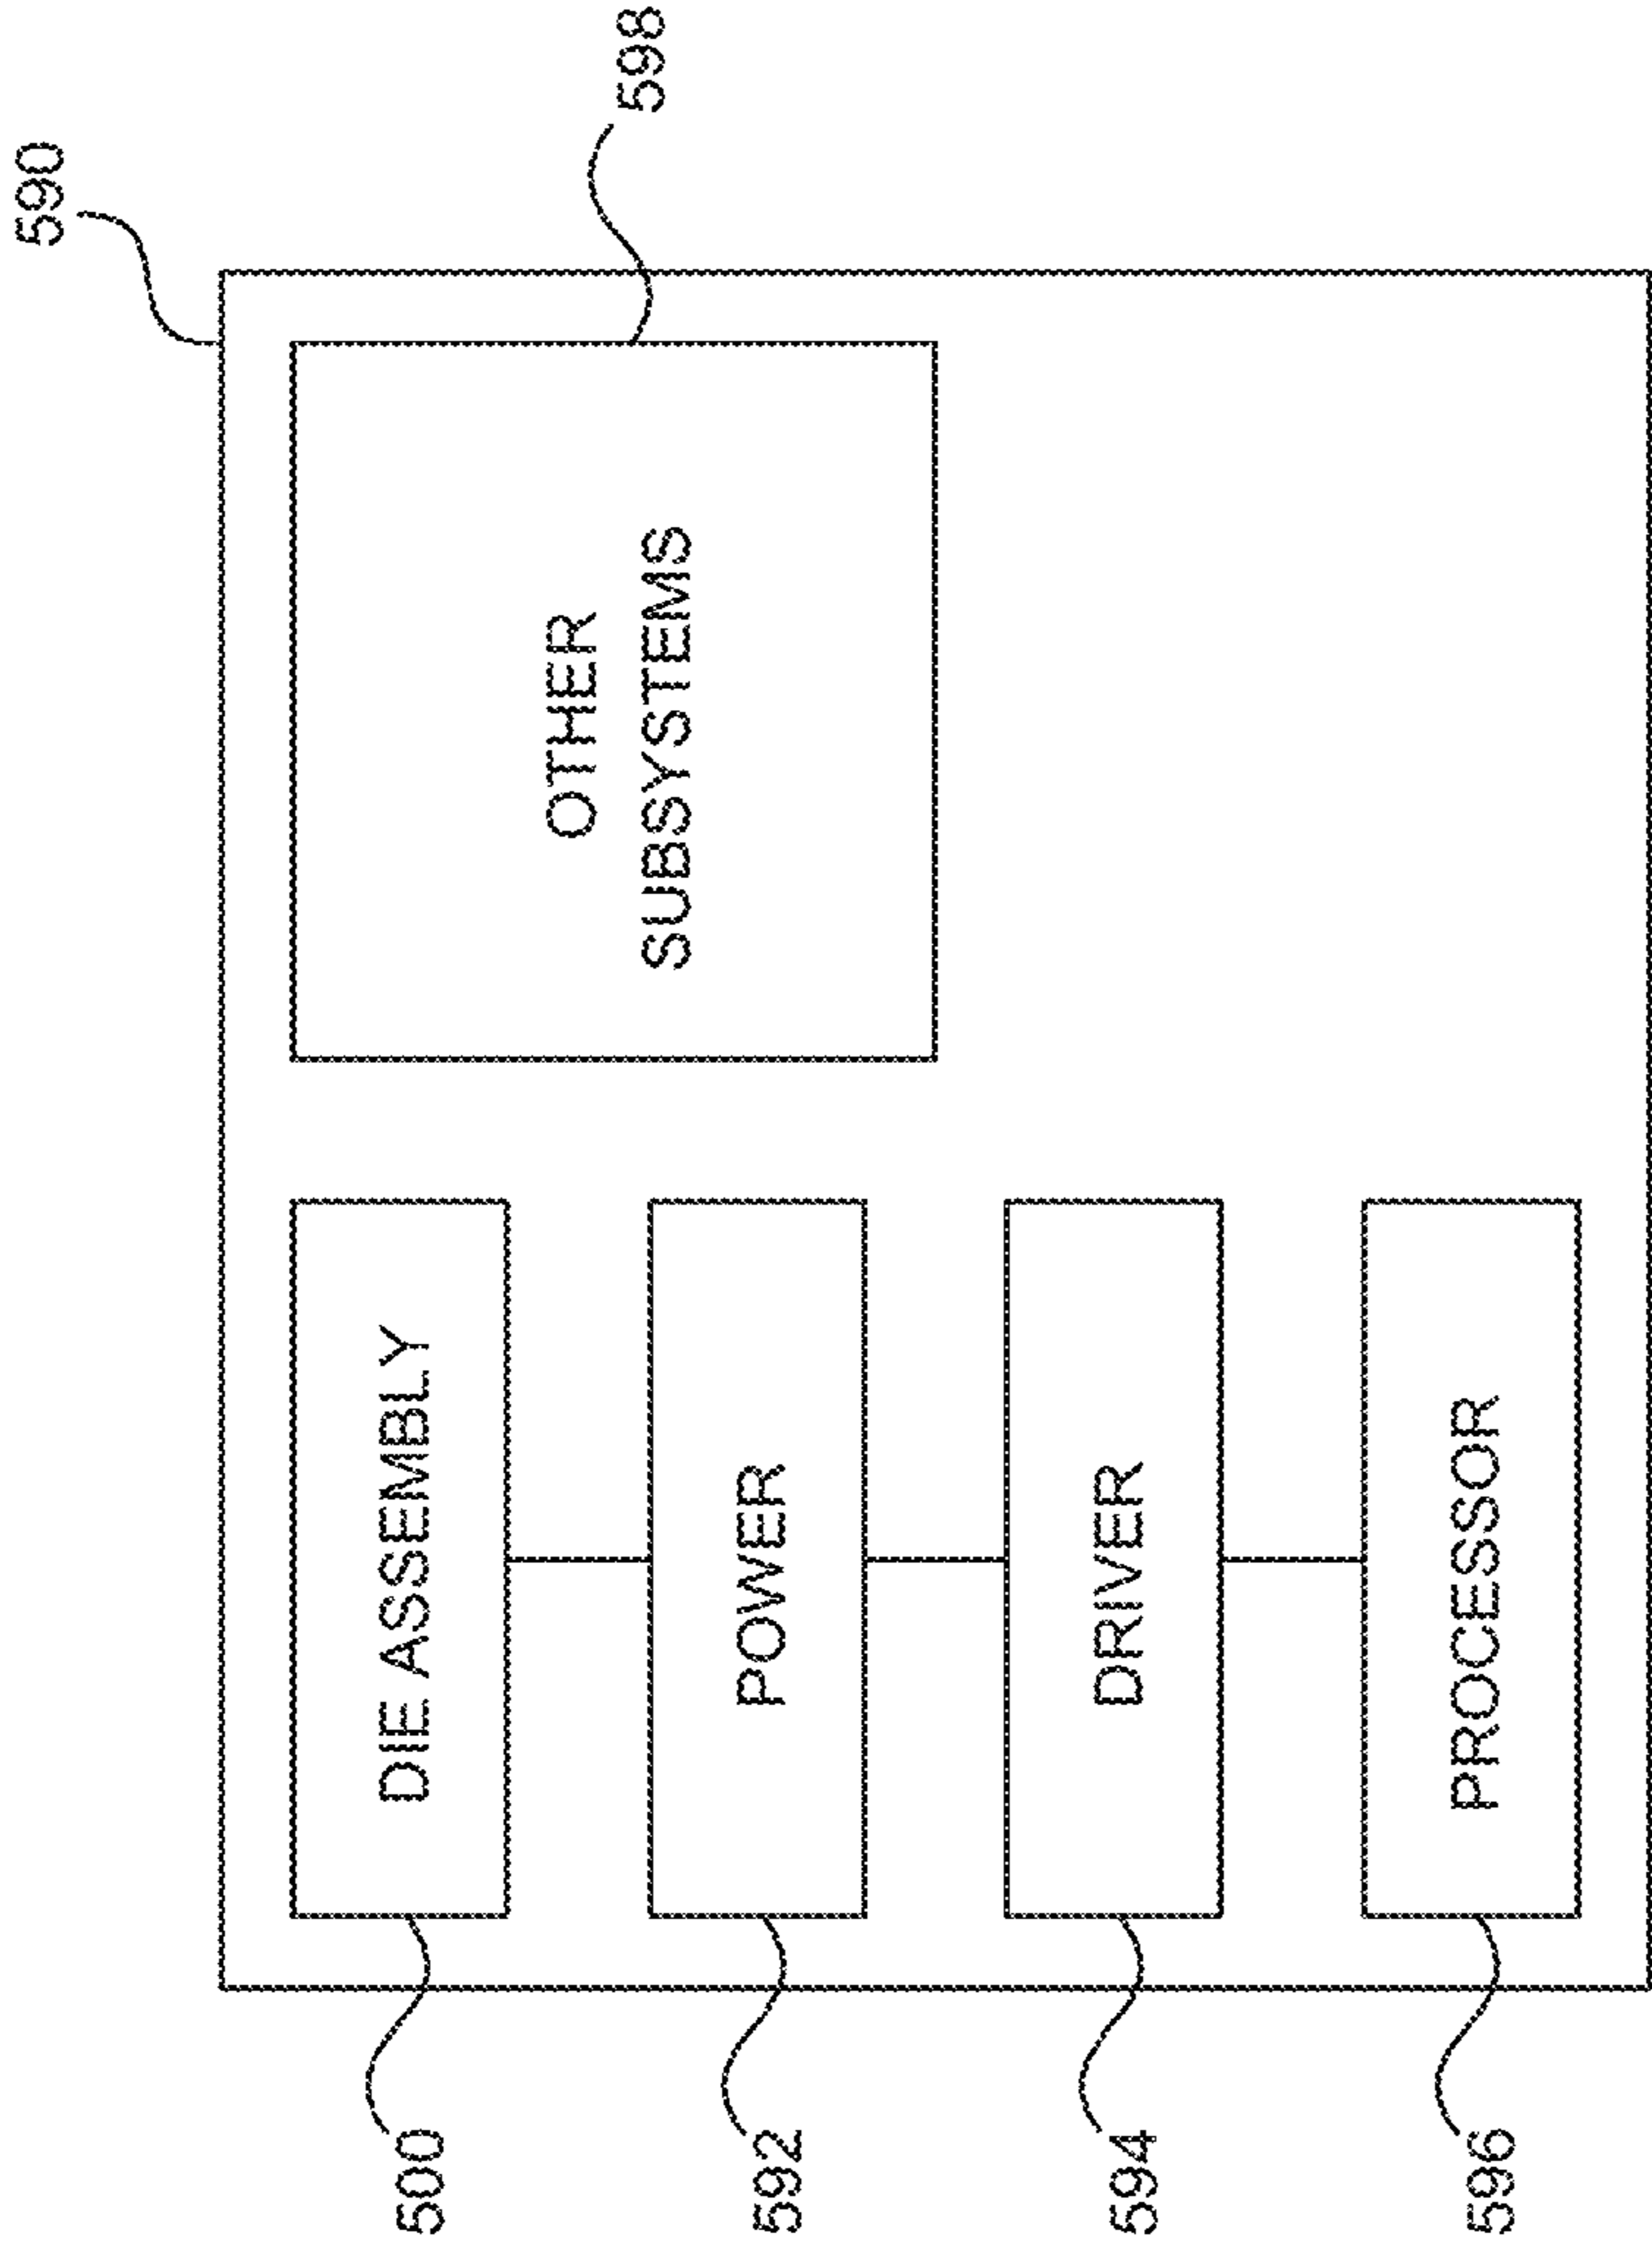 590
598
OTHER
SUBSYSTEMS
500
DIE ASSEMBLY
592
POWER
594
DRIVER
596
PROCESSOR